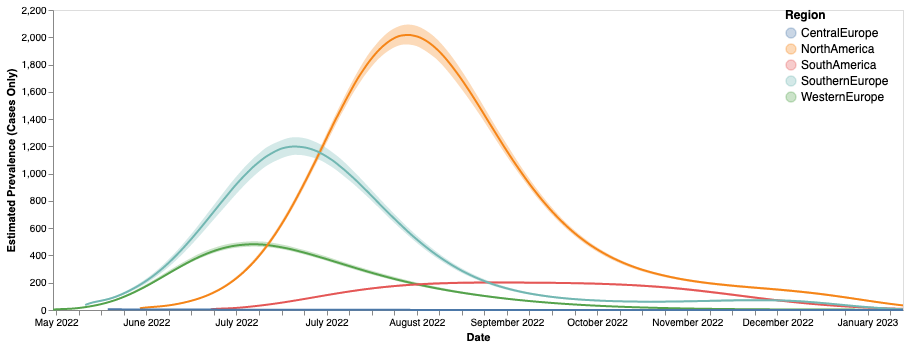 2,200
2,000
1,800
1,600
1,400
1,200
1,000
800
600
400
200
0
Estimated Prevalence (Cases Only)
May 2022 June 2022 July 2022 July 2022 August 2022 September 2022 October 2022 November 2022 December 2022 January 2023
Date
Region
CentralEurope
NorthAmerica
SouthAmerica
SouthernEurope
WesternEurope